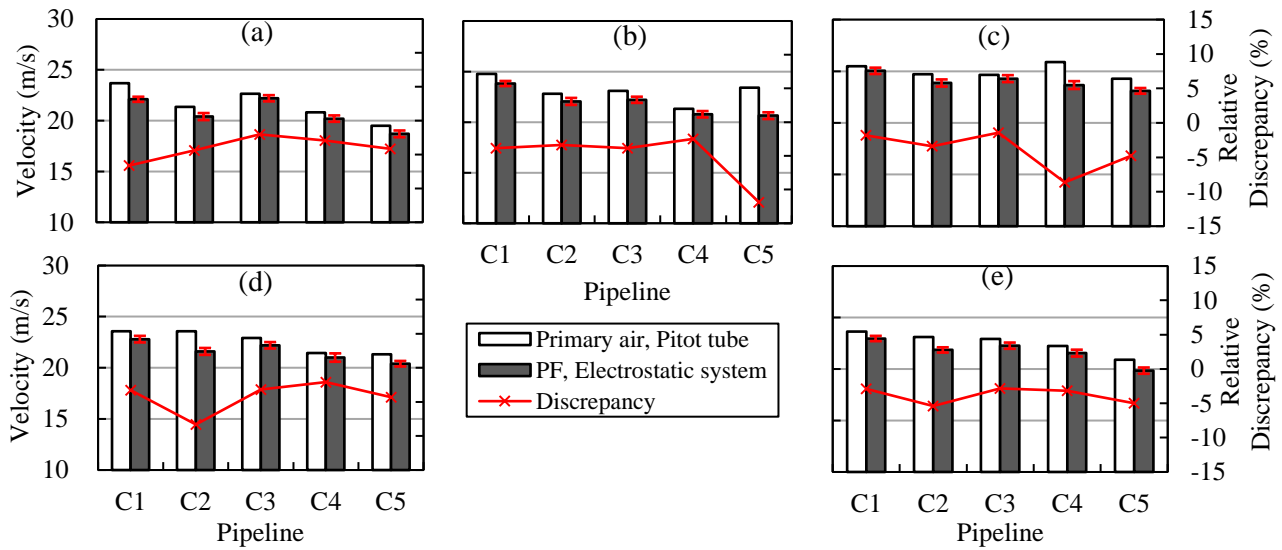 (a)
Velocity (m/s)
30
25
20
15
10
(b)
C1 C2 C3 C4 C5
Pipeline
(c)
15
10
5
0
-5
-10
-15
Relative
Discrepancy (%)
(d)
Velocity (m/s)
30
25
20
15
10
C1 C2 C3 C4 C5
Pipeline
Primary air, Pitot tube
PF, Electrostatic system
Discrepancy
(e)
15
10
5
0
-5
-10
-15
Relative
Discrepancy (%)
C1 C2 C3 C4 C5
Pipeline